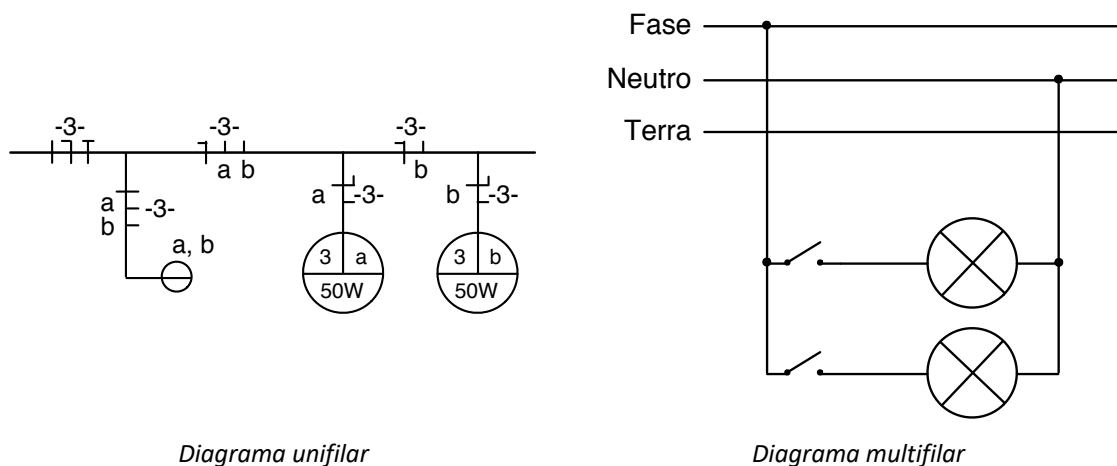 Fase
Neutro
Terra
-3-
-3-
-3-
a b
b
a
-3-
b
a
-3-
b
-3-
a, b
3
a
50W
3
b
50W
Diagrama unifilar
Diagrama multifilar